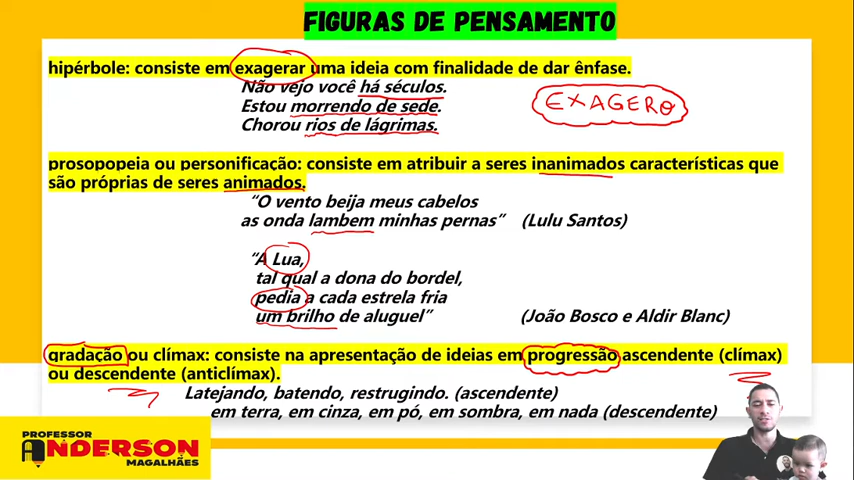 FIGURAS DE PENSAMENTO
hipérbole: consiste em exagerar uma ideia com finalidade de dar ênfase.
Não vejo você há séculos.
Estou morrendo de sede.
Chorou rios de lágrimas.
EXAGERO
prosopopeia ou personificação: consiste em atribuir a seres inanimados características que
são próprias de seres animados.
“O vento beija meus cabelos
as onda lambem minhas pernas” (Lulu Santos)
“A Lua,
tal qual a dona do bordel,
pedia a cada estrela fria
um brilho de aluguel” (João Bosco e Aldir Blanc)
gradação ou clímax: consiste na apresentação de ideias em progressão ascendente (clímax)
ou descendente (anticlímax).
Latejando, batendo, restrugindo. (ascendente)
em terra, em cinza, em pó, em sombra, em nada (descendente)
PROFESSOR
ANDERSON
MAGALHÃES